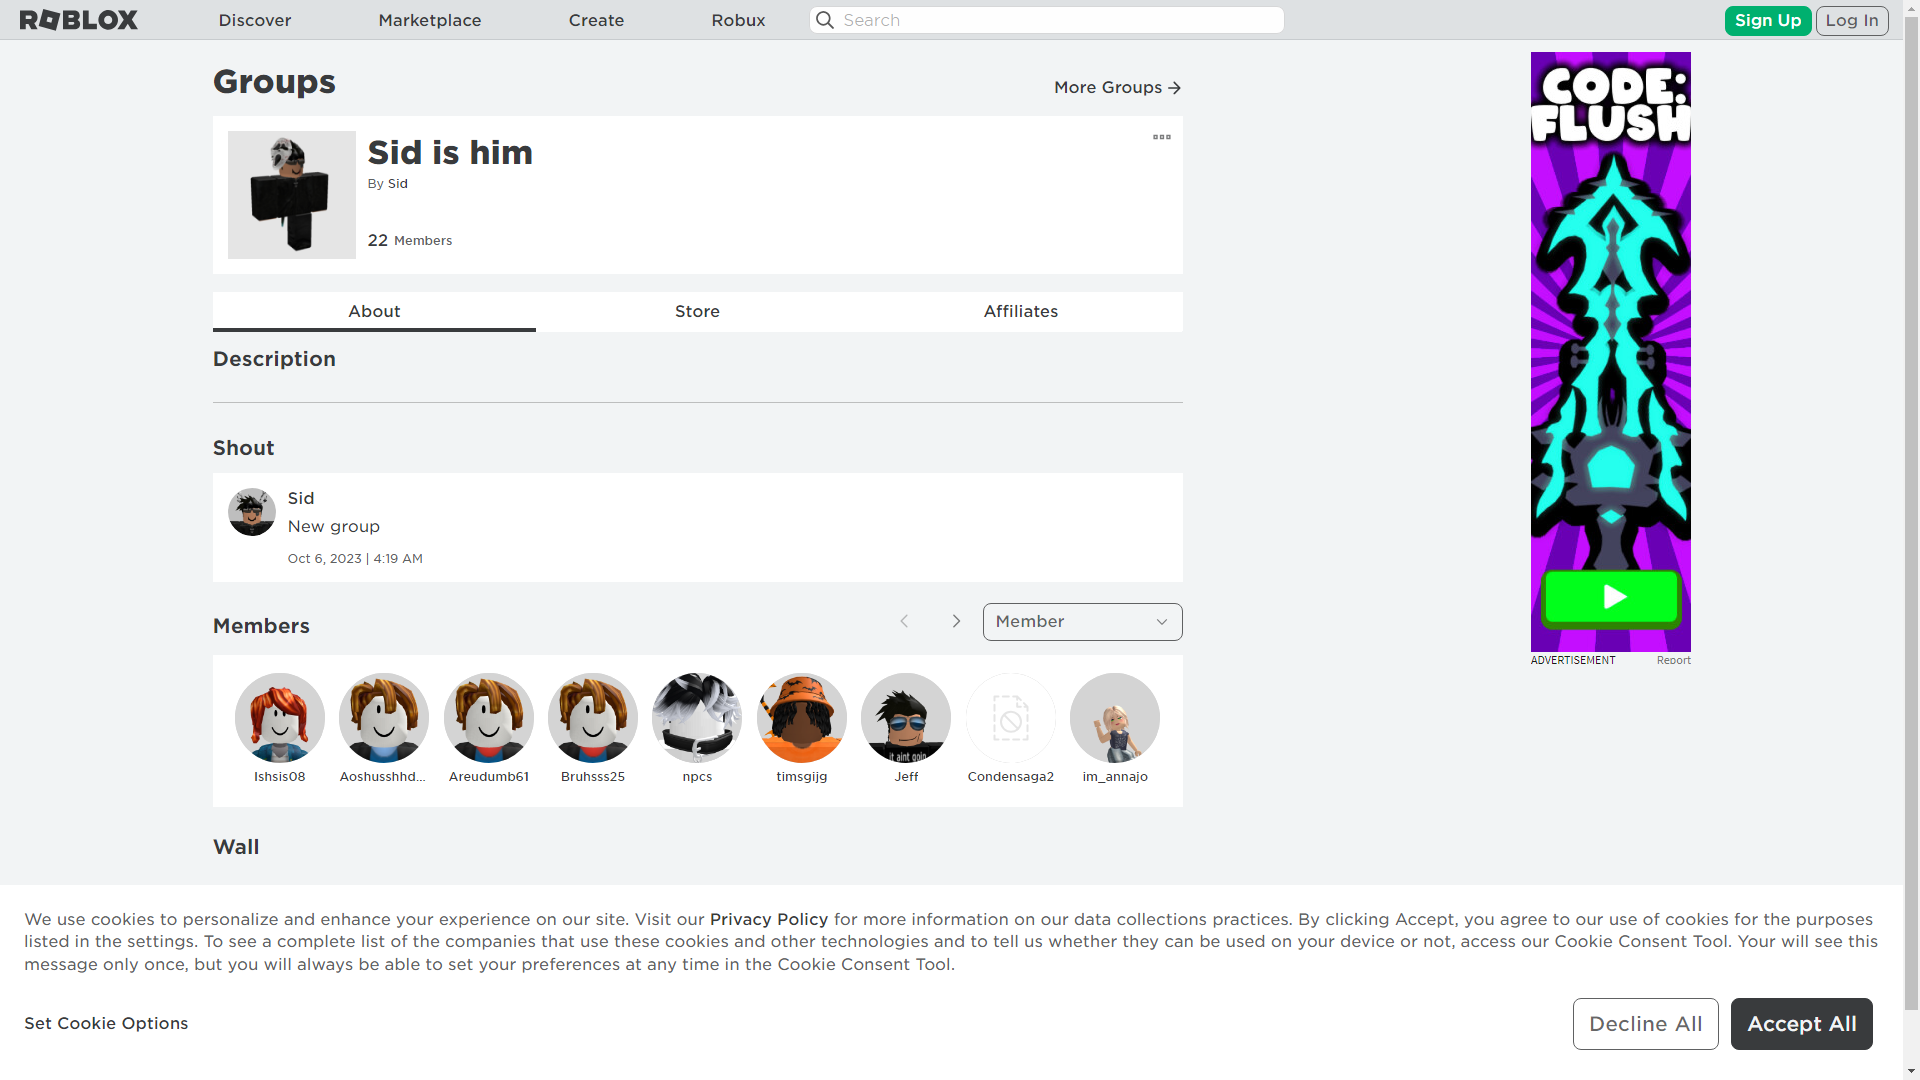 ROBLOX
Discover
Marketplace
Create
Robux
Search
Sign Up
Log In
Groups
More Groups
Sid is him
By Sid
22 Members
About
Store
Affiliates
Description
Shout
Sid
New group
Oct 6, 2023 | 4:19 AM
Members
Member
it aint goin
Ishsis08
Aoshusshhd...
Areudumb61
Bruhsss25
npcs
timsgijg
Jeff
Condensaga2
im_annajo
Wall
CODE:
FLUSH
ADVERTISEMENT
Report
We use cookies to personalize and enhance your experience on our site. Visit our Privacy Policy for more information on our data collections practices. By clicking Accept, you agree to our use of cookies for the purposes
listed in the settings. To see a complete list of the companies that use these cookies and other technologies and to tell us whether they can be used on your device or not, access our Cookie Consent Tool. Your will see this
message only once, but you will always be able to set your preferences at any time in the Cookie Consent Tool.
Set Cookie Options
Decline All
Accept All